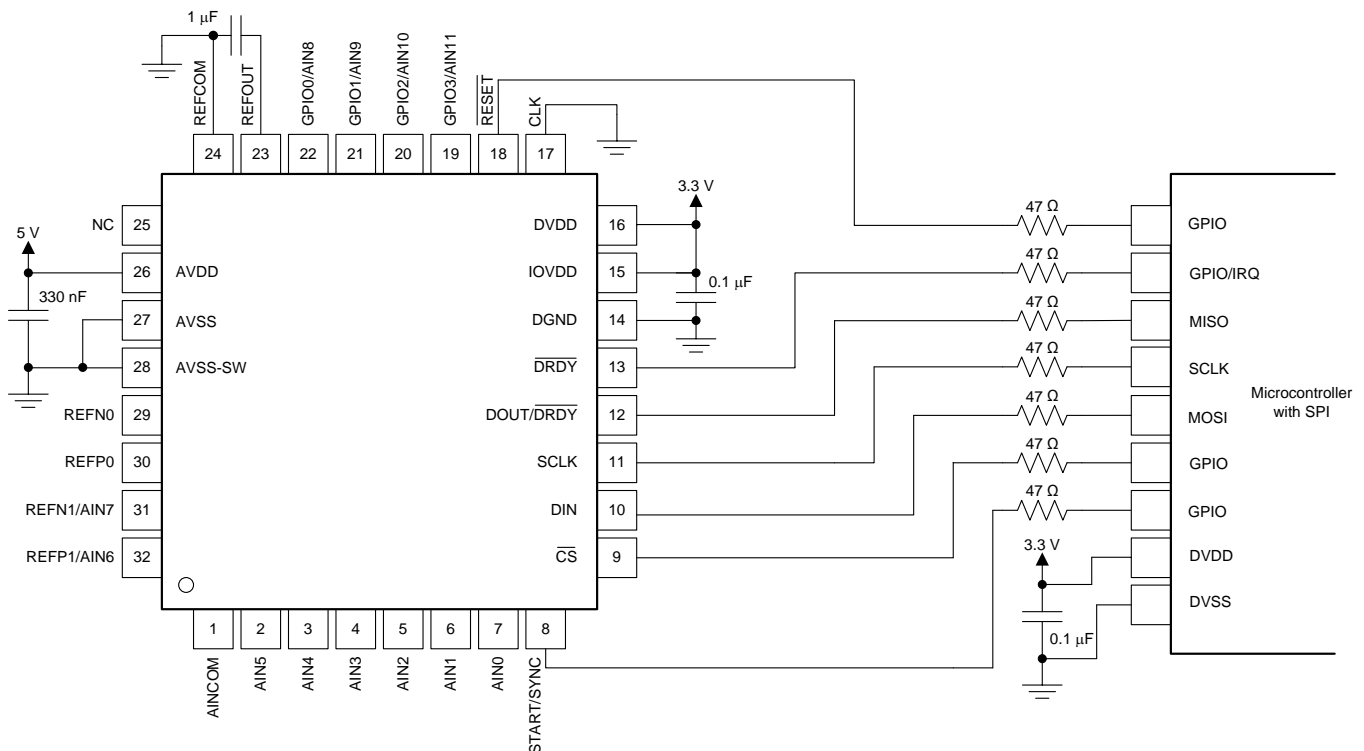 1 μF
REFCOM
REFOUT
GPIO0/AIN8
GPIO1/AIN9
GPIO2/AIN10
GPIO3/AIN11
RESET
CLK
24
23
22
21
20
19
18
17
NC
25
5 V
26
AVDD
330 nF
27
AVSS
28
AVSS-SW
REFN0
29
REFP0
30
REFN1/AIN7
31
REFP1/AIN6
32
DVDD
16
IOVDD
15
DGND
14
DRDY
13
DOUT/DRDY
12
SCLK
11
DIN
10
CS
9
3.3 V
0.1 μF
1
2
3
4
5
6
7
8
AINCOM
AIN5
AIN4
AIN3
AIN2
AIN1
AIN0
START/SYNC
47 Ω
GPIO
47 Ω
GPIO/IRQ
47 Ω
MISO
47 Ω
SCLK
47 Ω
MOSI
47 Ω
GPIO
47 Ω
GPIO
3.3 V
DVDD
DVSS
0.1 μF
Microcontroller
with SPI